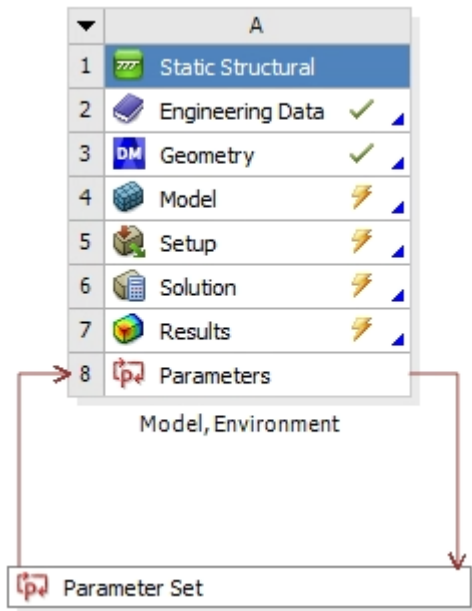 A
1 Static Structural
2 Engineering Data
3 DM Geometry
4 Model
5 Setup
6 Solution
7 Results
8 p Parameters
Model, Environment
p Parameter Set